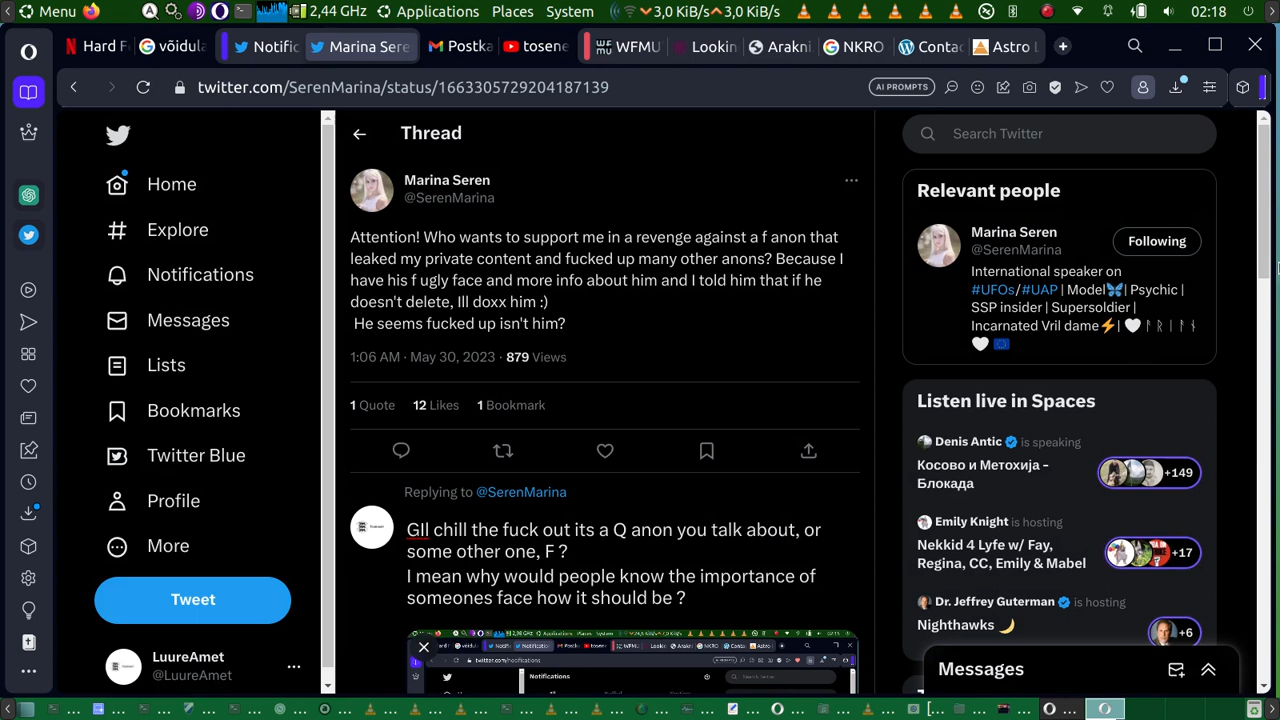 Menu
2,44 GHz
Applications
Places
System
3,0 KiB/s
3,0 KiB/s
02:18
Hard F
võidula
Notific
Marina Sere
Postka
tosene
WFMU
Lookin
Arakni
NKRO
Contac
Astro L
twitter.com/SerenMarina/status/1663305729204187139
AI PROMPTS
Home
Explore
Notifications
Messages
Lists
Bookmarks
Twitter Blue
Profile
More
Tweet
LuureAmet
@LuureAmet
Thread
Marina Seren
@SerenMarina
Attention! Who wants to support me in a revenge against a f anon that
leaked my private content and fucked up many other anons? Because I
have his f ugly face and more info about him and I told him that if he
doesn't delete, Ill doxx him :)
He seems fucked up isn't him?
1:06 AM · May 30, 2023 · 879 Views
1 Quote 12 Likes 1 Bookmark
Replying to @SerenMarina
GIl chill the fuck out its a Q anon you talk about, or
some other one, F ?
I mean why would people know the importance of
someones face how it should be ?
Search Twitter
Relevant people
Marina Seren
@SerenMarina
Following
International speaker on
#UFOs/#UAP | Model🦋| Psychic |
SSP insider | Supersoldier |
Incarnated Vril dame⚡| 🤍 ᚨ ᚱ ᛁ ᚨ ᚾ
🤍 🇪🇺
Listen live in Spaces
Denis Antic is speaking
Косово и Метохија -
Блокада
+149
Emily Knight is hosting
Nekkid 4 Lyfe w/ Fay,
Regina, CC, Emily & Mabel
+17
Dr. Jeffrey Guterman is hosting
Nighthawks 🌙
+6
Messages